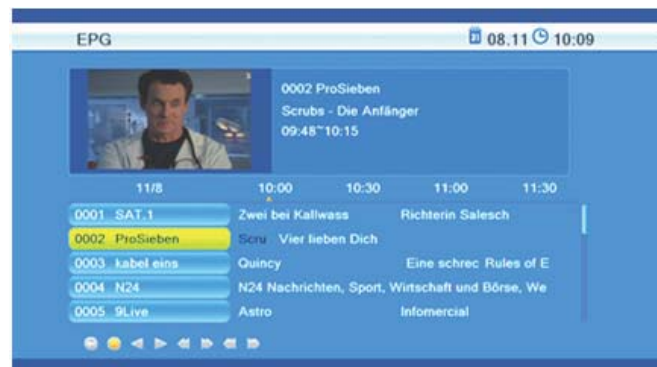 EPG
31 08.11 10:09
0002 ProSieben
Scrubs - Die Anfänger
09:48~10:15
11/8 10:00 10:30 11:00 11:30
0001 SAT.1 Zwei bei Kallwass Richterin Salesch
0002 ProSieben Scru Vier lieben Dich
0003 kabel eins Quincy Eine schrec Rules of E
0004 N24 N24 Nachrichten, Sport, Wirtschaft und Börse, We
0005 9Live Astro Infomercial